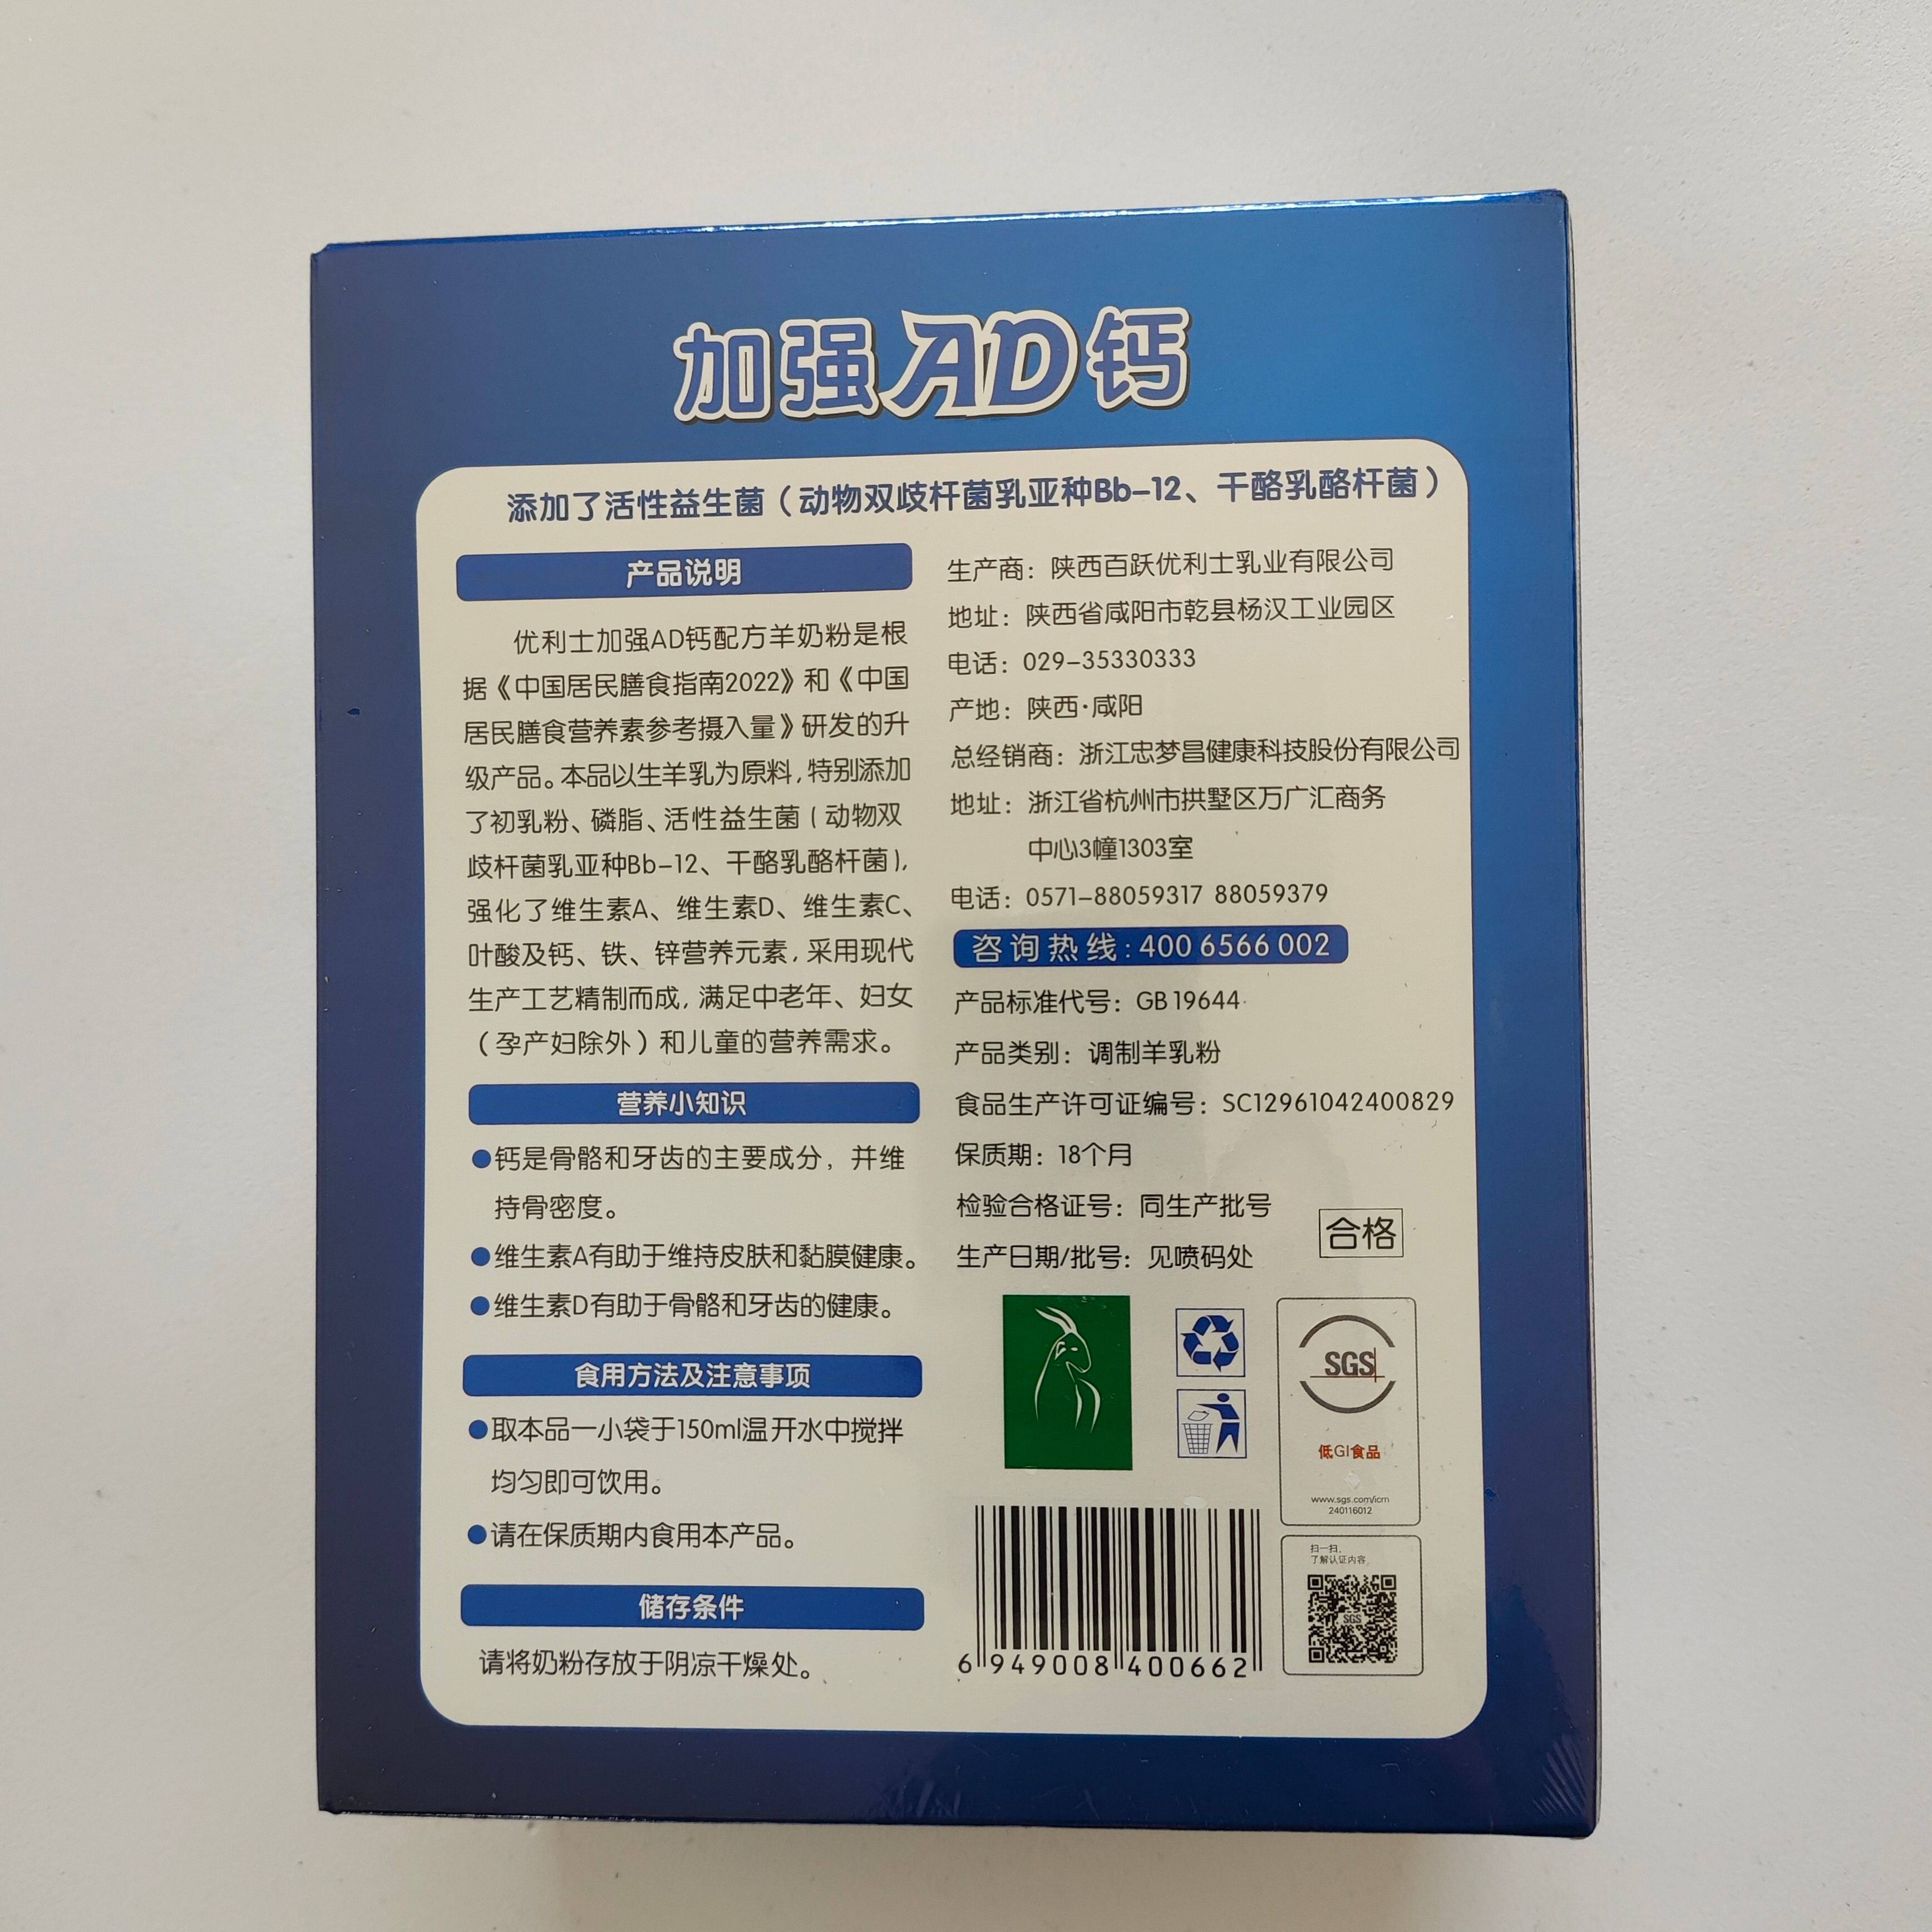 加强AD钙
添加了活性益生菌（动物双歧杆菌乳亚种Bb-12、干酪乳酪杆菌）
产品说明
优利士加强AD钙配方羊奶粉是根
据《中国居民膳食指南2022》和《中国
居民膳食营养素参考摄入量》研发的升
级产品。本品以生羊乳为原料,特别添加
了初乳粉、磷脂、活性益生菌(动物双
歧杆菌乳亚种Bb-12、干酪乳酪杆菌),
强化了维生素A、维生素D、维生素C、
叶酸及钙、铁、锌营养元素,采用现代
生产工艺精制而成,满足中老年、妇女
（孕产妇除外）和儿童的营养需求。
营养小知识
●钙是骨骼和牙齿的主要成分，并维
持骨密度。
●维生素A有助于维持皮肤和黏膜健康。
●维生素D有助于骨骼和牙齿的健康。
食用方法及注意事项
●取本品一小袋于150ml温开水中搅拌
均匀即可饮用。
●请在保质期内食用本产品。
储存条件
请将奶粉存放于阴凉干燥处。
生产商：陕西百跃优利士乳业有限公司
地址：陕西省咸阳市乾县杨汉工业园区
电话：029-35330333
产地：陕西·咸阳
总经销商：浙江忠梦昌健康科技股份有限公司
地址：浙江省杭州市拱墅区万广汇商务
中心3幢1303室
电话：0571-88059317 88059379
咨询热线:400 6566 002
产品标准代号：GB 19644
产品类别：调制羊乳粉
食品生产许可证编号：SC12961042400829
保质期：18个月
检验合格证号：同生产批号
生产日期/批号：见喷码处
合格
SGS
低GI食品
www.sgs.com/icm
240116012
扫一扫,
了解认证内容
SGS
6 949008 400662